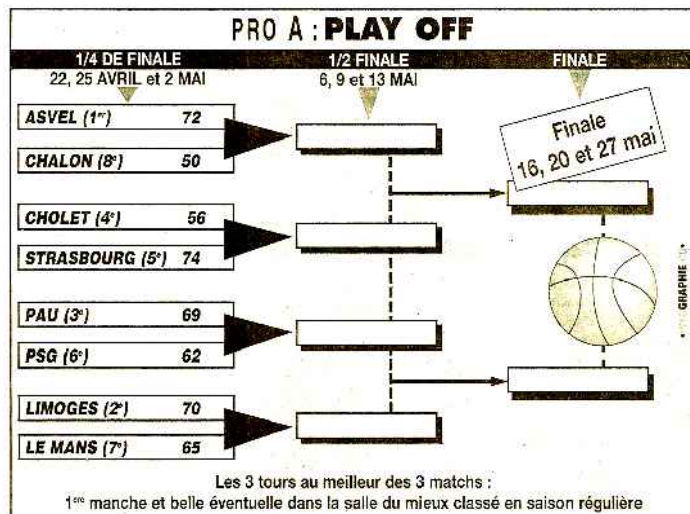 PRO A : PLAY OFF
1/4 DE FINALE 1/2 FINALE FINALE
22, 25 AVRIL et 2 MAI 6, 9 et 13 MAI
ASVEL (1er) 72
CHALON (8e) 50
CHOLET (4e) 56
STRASBOURG (5e) 74
PAU (3e) 69
PSG (6e) 62
LIMOGES (2e) 70
LE MANS (7e) 65
Finale
16, 20 et 27 mai
GRAPHIE
Les 3 tours au meilleur des 3 matchs :
1ère manche et belle éventuelle dans la salle du mieux classé en saison régulière